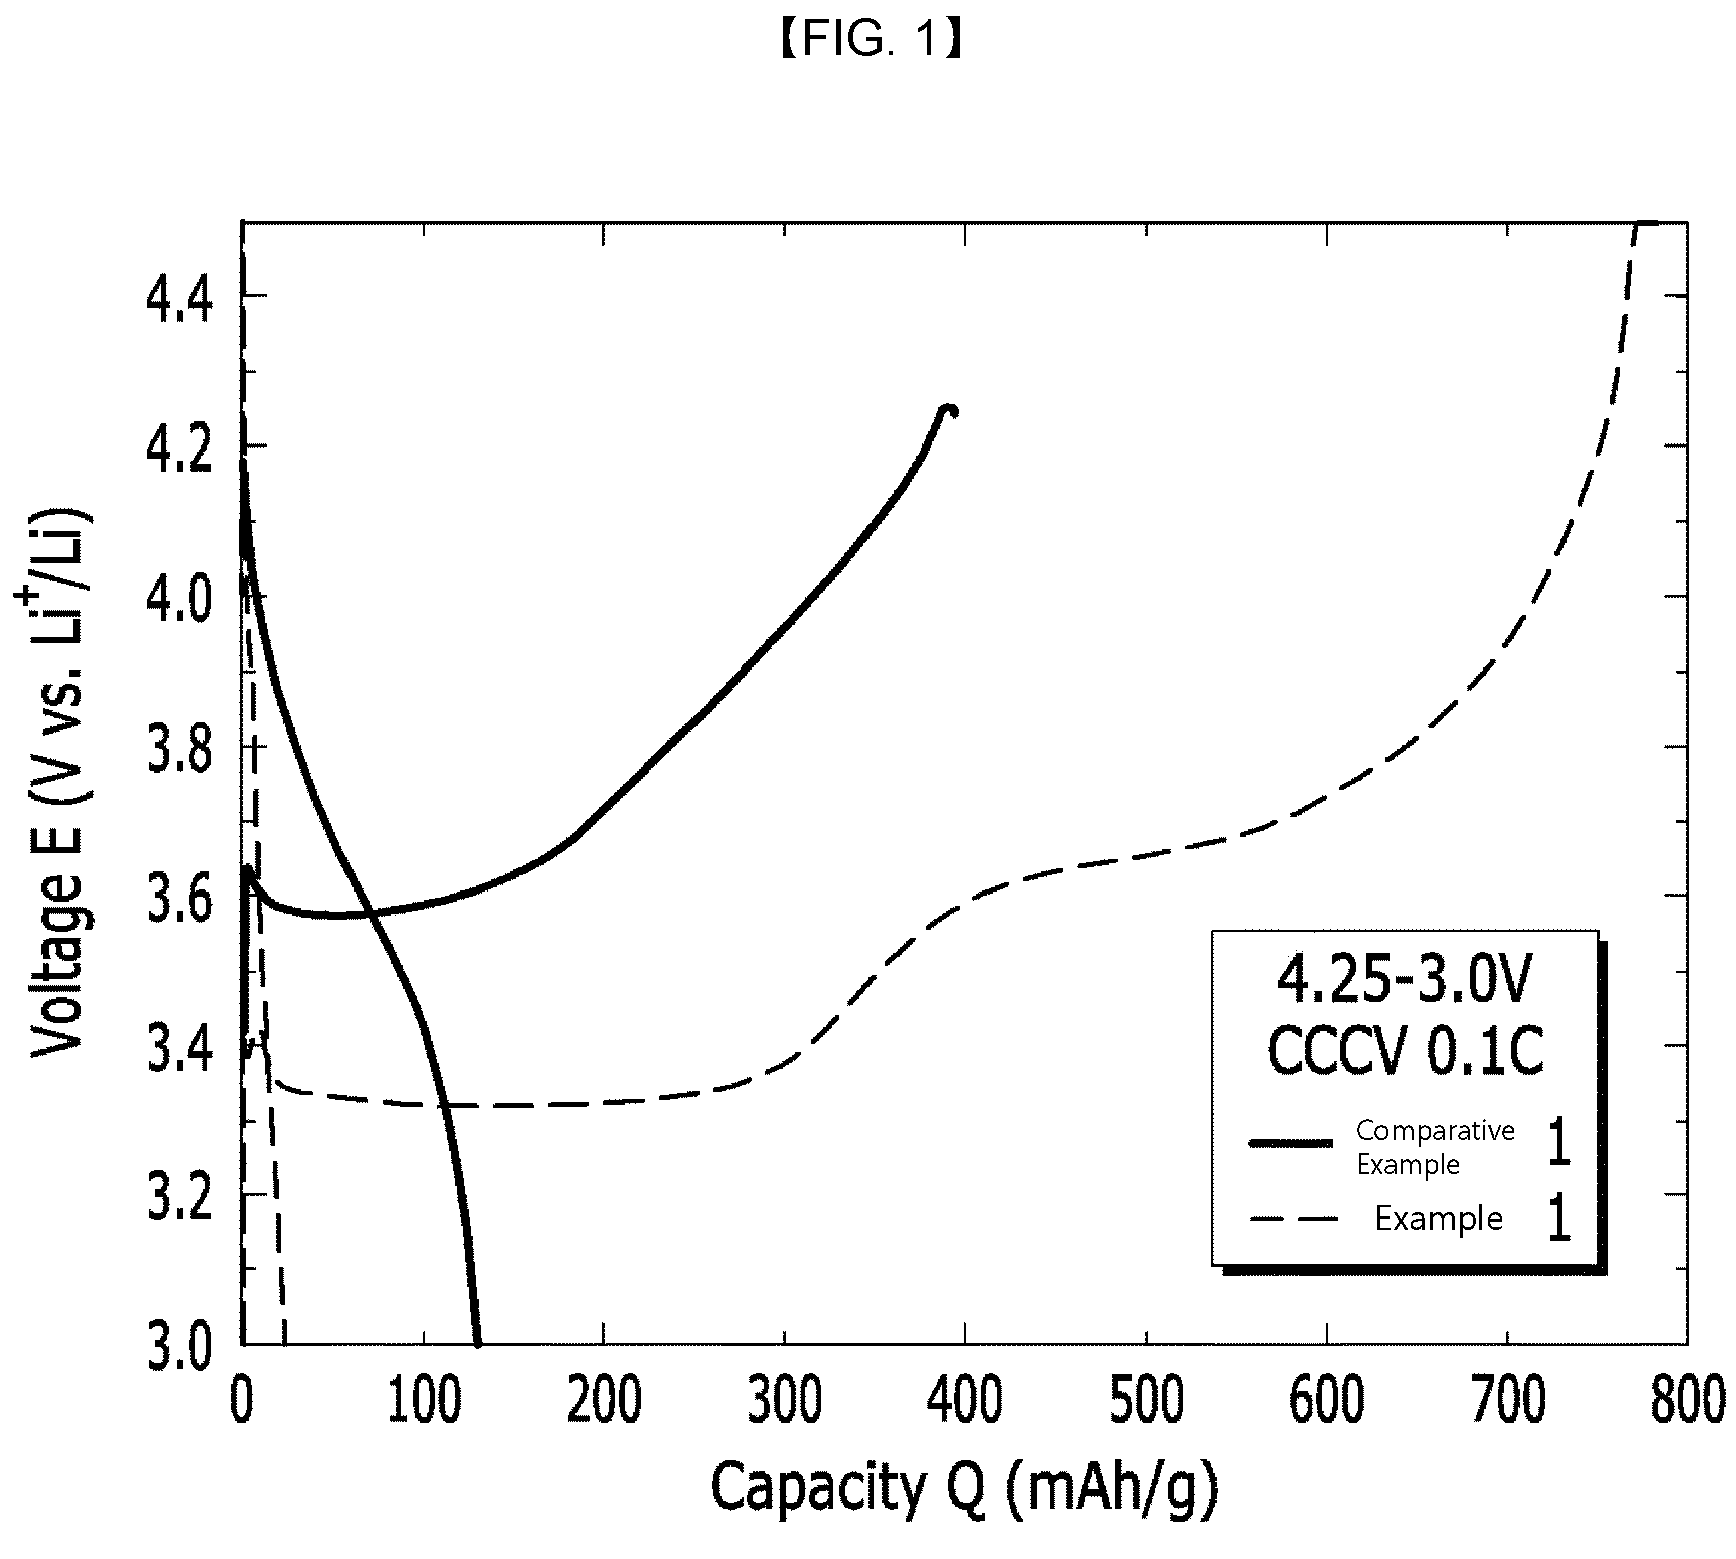 【FIG. 1】
4.4
4.2
4.0
3.8
3.6
3.4
3.2
3.0
Voltage E (V vs. Li⁺/Li)
4.25-3.0V
CCCV 0.1C
Comparative Example 1
Example 1
0 100 200 300 400 500 600 700 800
Capacity Q (mAh/g)